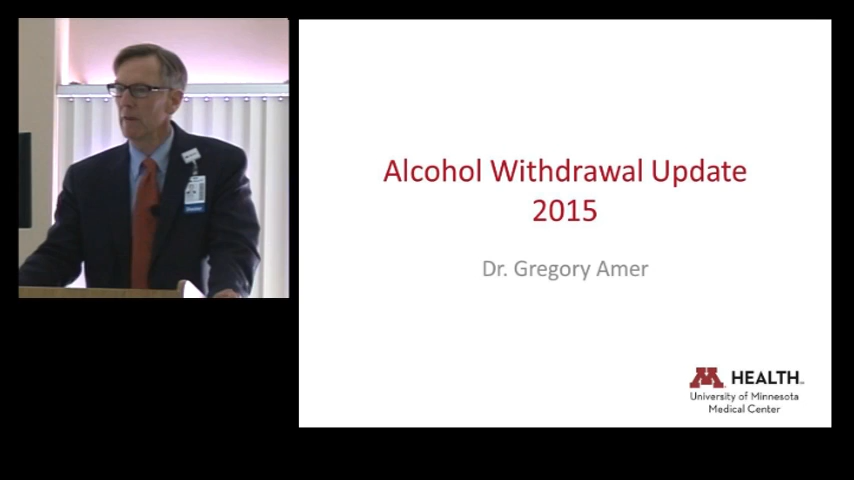 Alcohol Withdrawal Update
2015
Dr. Gregory Amer
M HEALTH
University of Minnesota
Medical Center